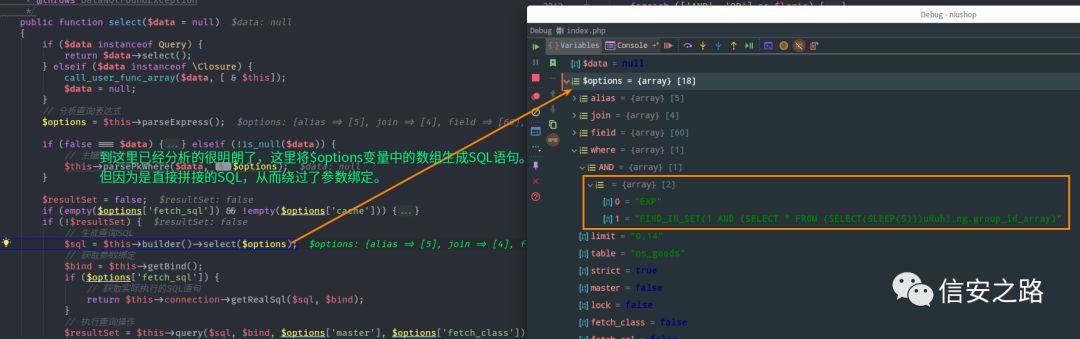 * @throws DataNotFoundException
*/
public function select($data = null)  $data: null
{
if ($data instanceof Query) {
return $data→select();
} elseif ($data instanceof \Closure) {
call_user_func_array($data, [ & $this]);
$data = null;
}
// 分析查询表达式
$options = $this→parseExpress();  $options: {alias ⇒ [5], join ⇒ [4], field ⇒ [60],
if (false === $data) {...} elseif (!is_null($data)) {
// 主键
$this→parsePkWhere($data, $options);  $data: null
}
到这里已经分析的很明朗了，这里将$options变量中的数组生成SQL语句。
但因为是直接拼接的SQL，从而绕过了参数绑定。
$resultSet = false;  $resultSet: false
if (empty($options['fetch_sql']) && !empty($options['cache'])) {...}
if (!$resultSet) {  $resultSet: false
// 生成查询SQL
$sql = $this→builder()→select($options);  $options: {alias ⇒ [5], join ⇒ [4], f
// 获取参数绑定
$bind = $this→getBind();
if ($options['fetch_sql']) {
// 获取实际执行的SQL语句
return $this→connection→getRealSql($sql, $bind);
}
// 执行查询操作
$resultSet = $this→query($sql, $bind, $options['master'], $options['fetch_class'])
Debug - niushop
Debug index.php
Variables Console
$data = null
$options = {array} [18]
alias = {array} [5]
join = {array} [4]
field = {array} [60]
where = {array} [1]
AND = {array} [1]
= {array} [2]
0 = "EXP"
1 = "FIND_IN_SET(1 AND (SELECT * FROM (SELECT(SLEEP(5)))uHuh),ng.group_id_array)"
limit = "0,14"
table = "ns_goods"
strict = true
master = false
lock = false
fetch_class = false
信安之路